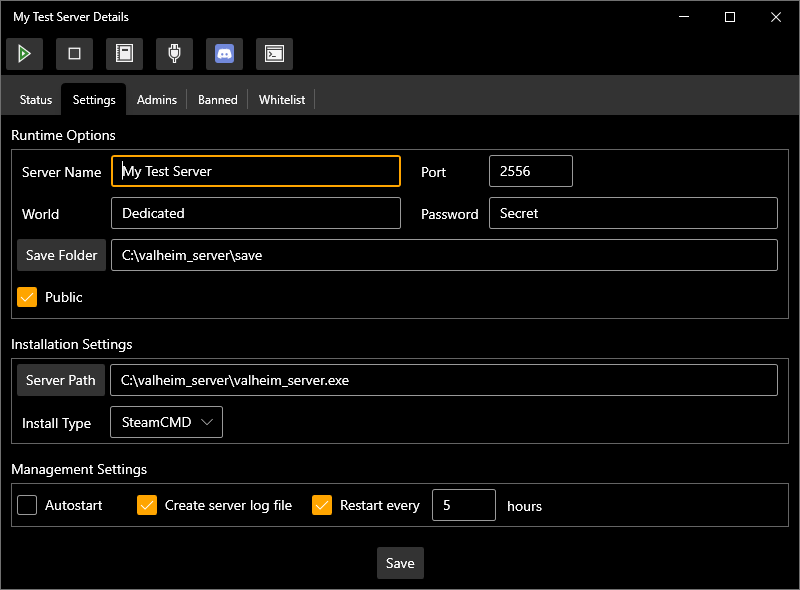 My Test Server Details
Status Settings Admins Banned Whitelist
Runtime Options
Server Name My Test Server Port 2556
World Dedicated Password Secret
Save Folder C:\valheim_server\save
Public
Installation Settings
Server Path C:\valheim_server\valheim_server.exe
Install Type SteamCMD
Management Settings
Autostart Create server log file Restart every 5 hours
Save